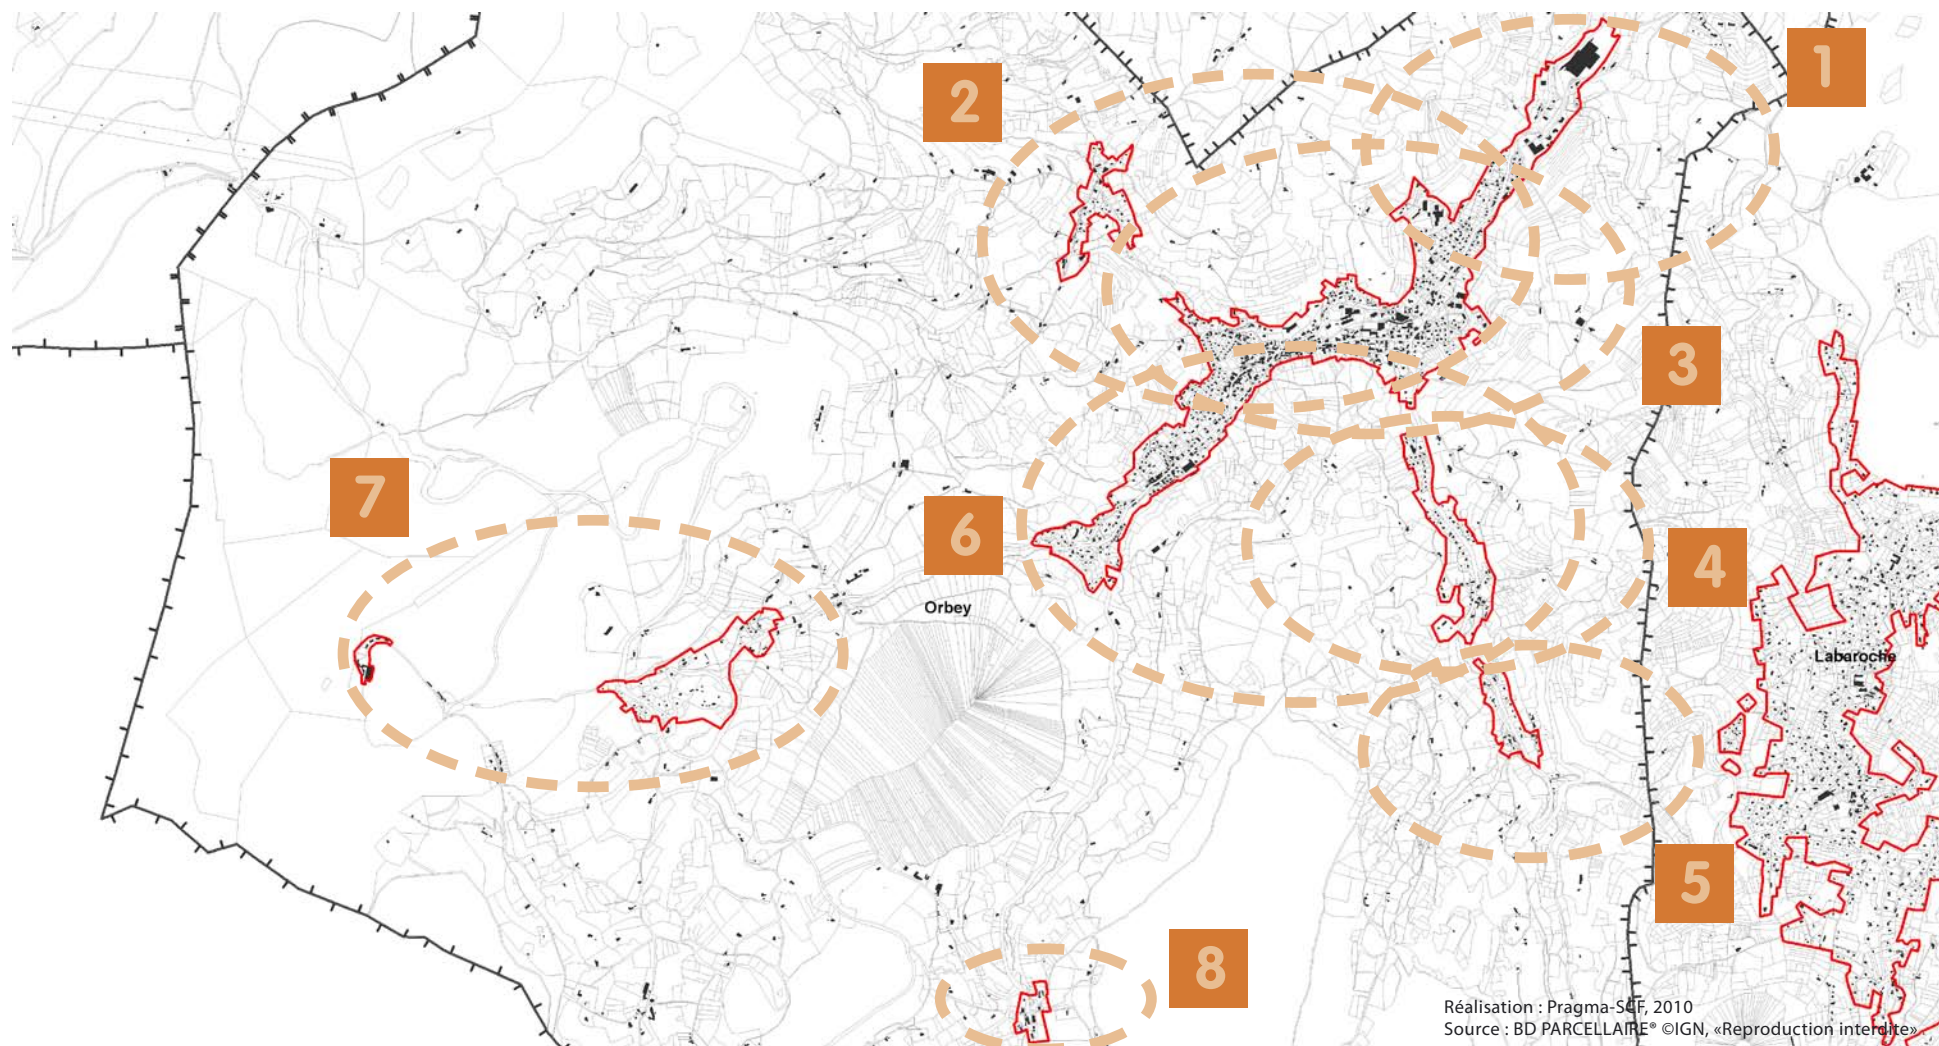 1
2
3
7
6
4
Orbey
Labaroche
5
8
Réalisation : Pragma-SCF, 2010
Source : BD PARCELLAIRE® ©IGN, «Reproduction interdite»